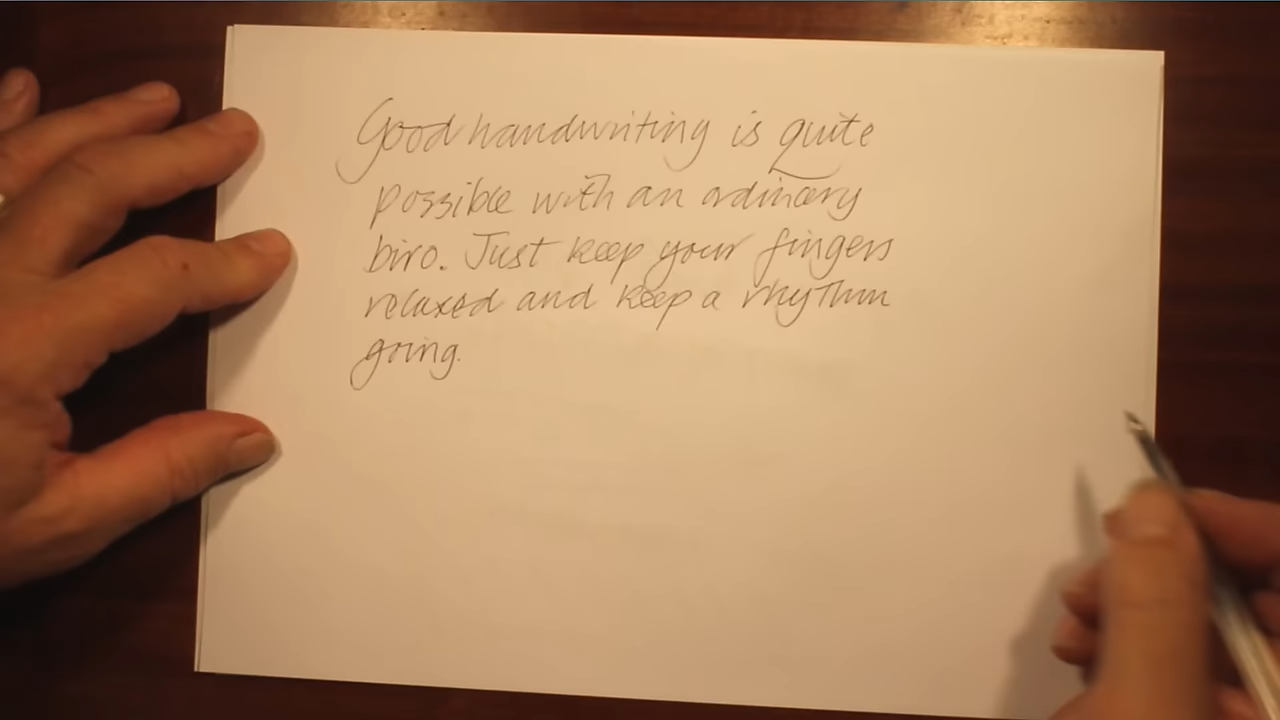 Good handwriting is quite
possible with an ordinary
biro. Just keep your fingers
relaxed and keep a rhythm
going.